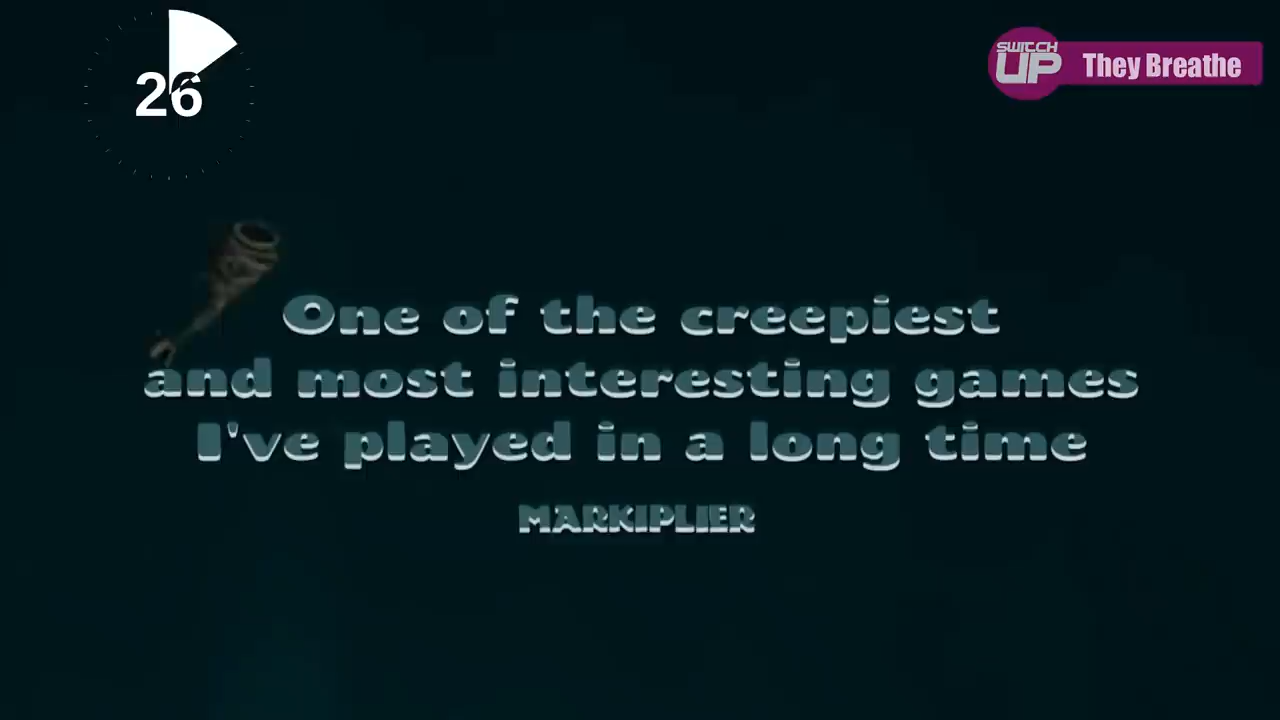 26
SWITCH
UP
They Breathe
One of the creepiest
and most interesting games
I've played in a long time
MARKIPLIER